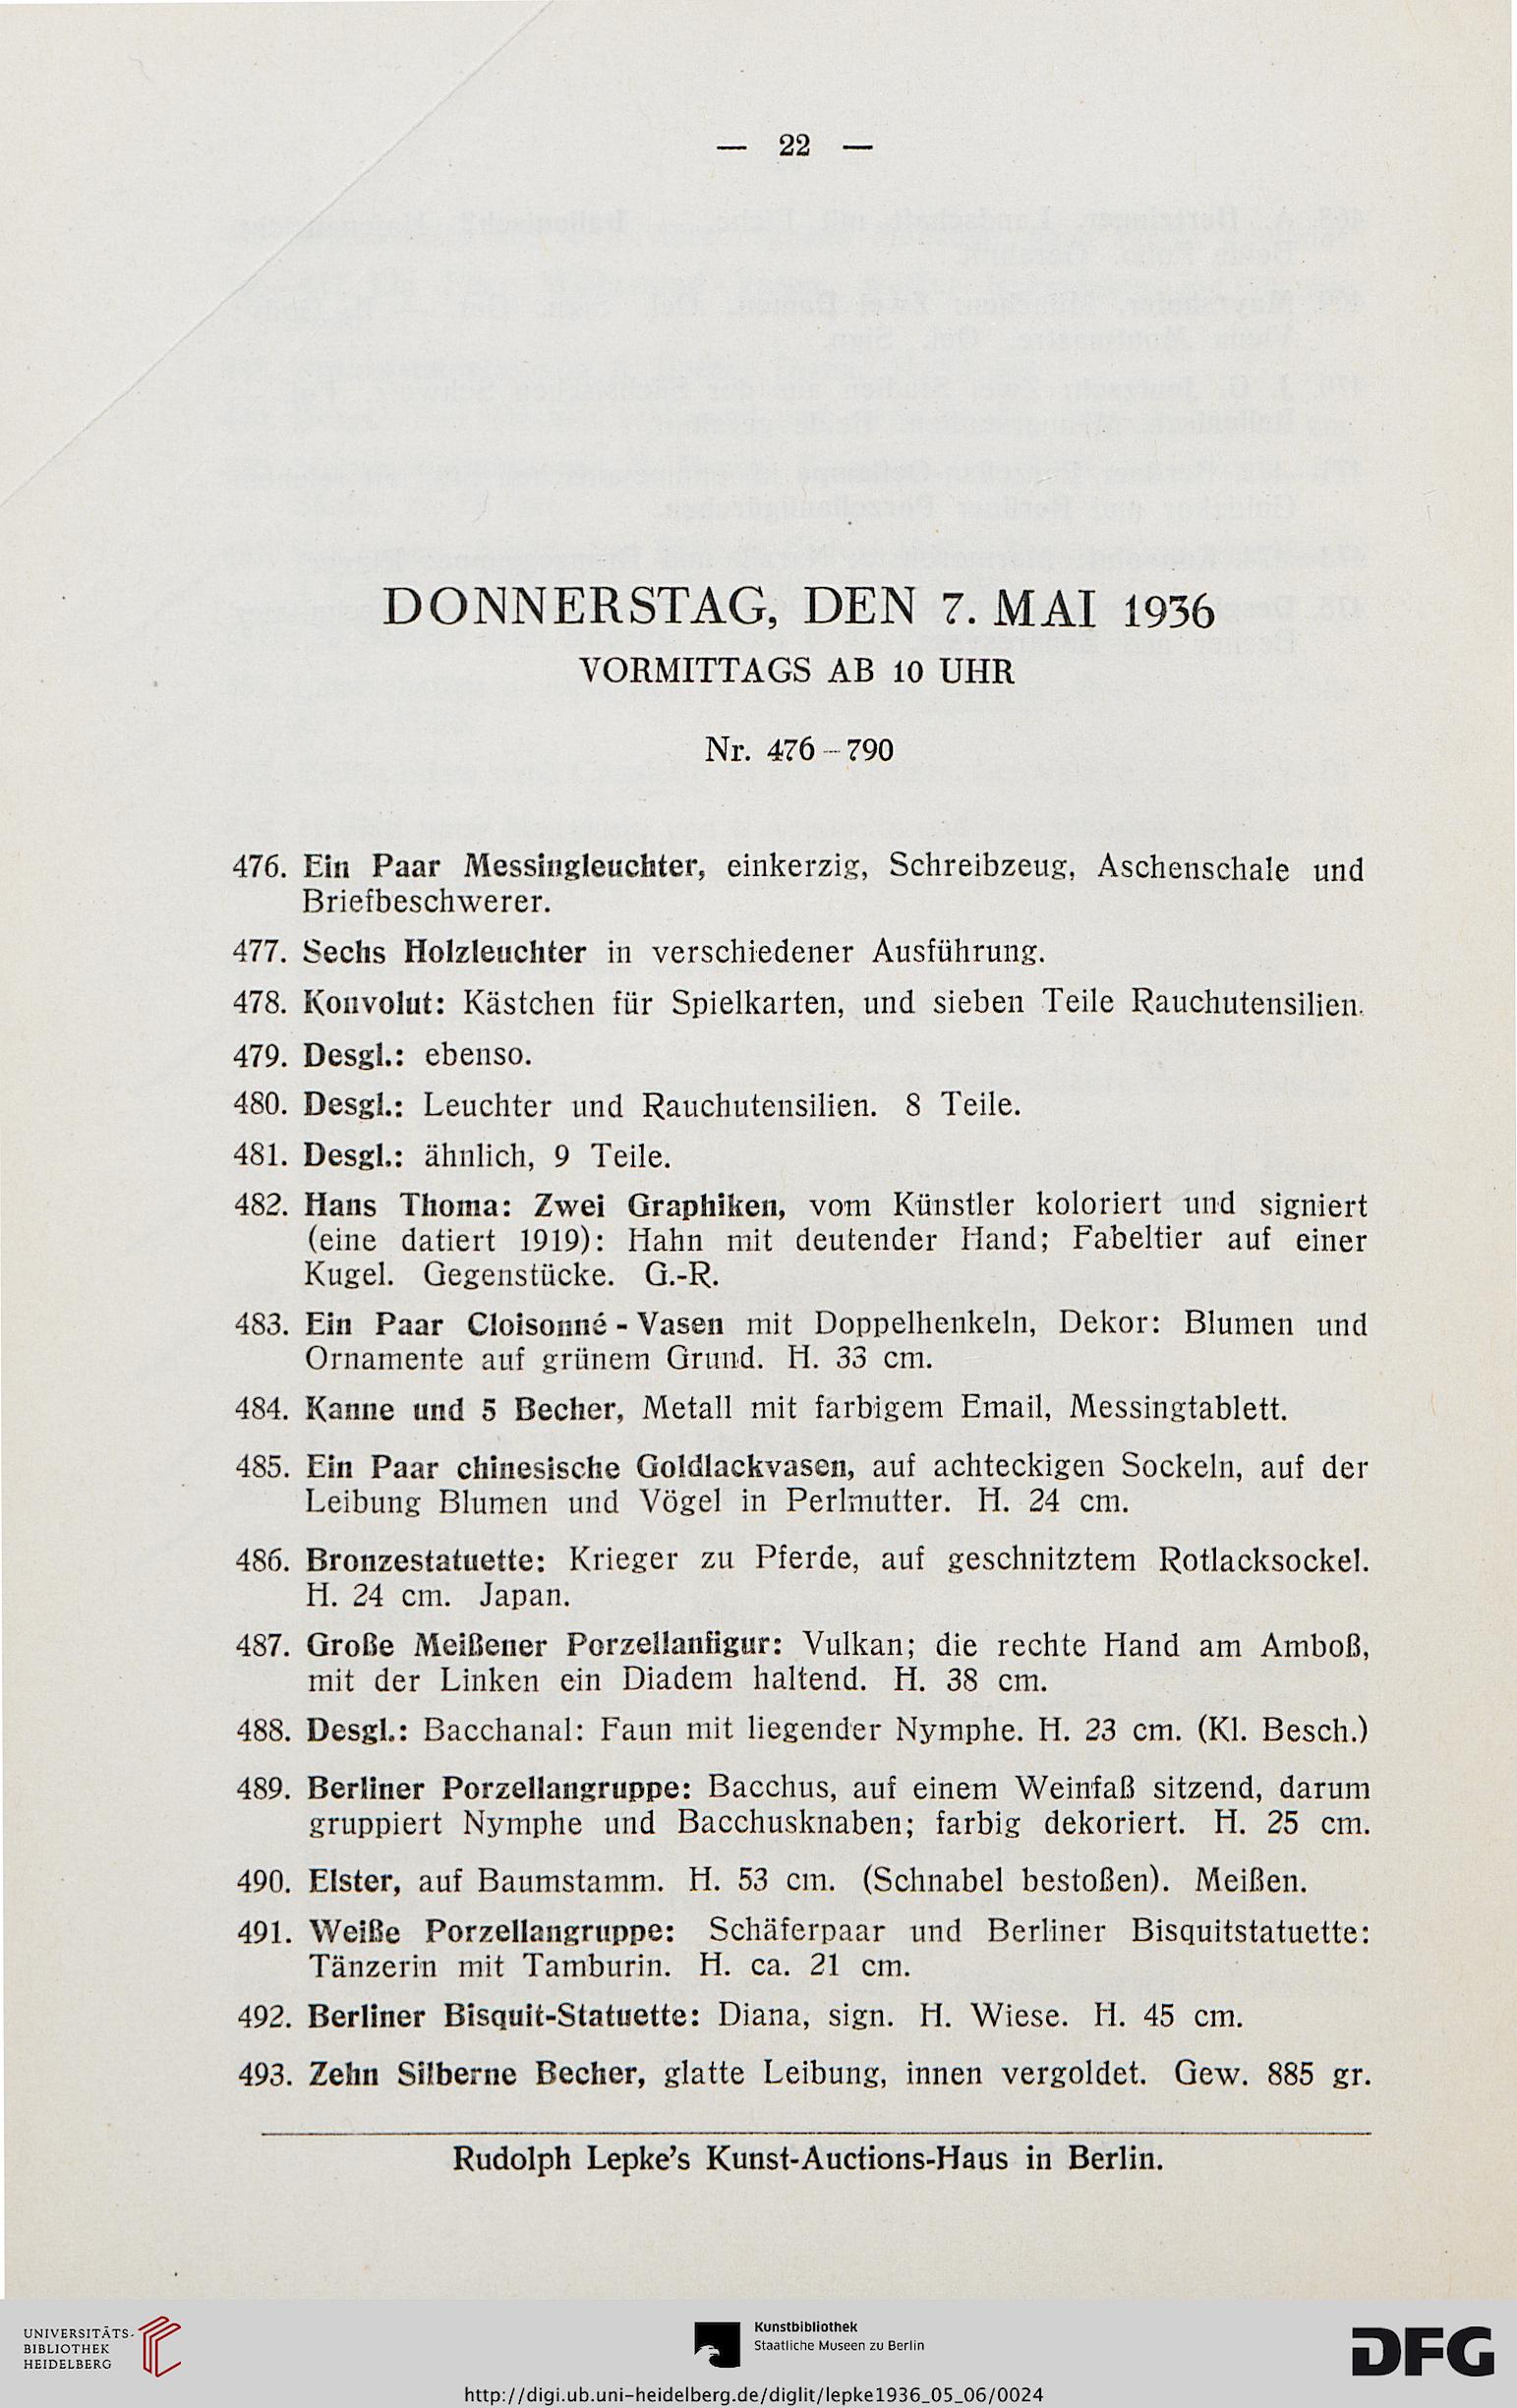 — 22 —
DONNERSTAG, DEN 7. MAI 1936
VORMITTAGS AB 10 UHR
Nr. 476–790
476. Ein Paar Messingleuchter, einkerzig, Schreibzeug, Aschenschale und
Briefbeschwerer.
477. Sechs Holzleuchter in verschiedener Ausführung.
478. Konvolut: Kästchen für Spielkarten, und sieben Teile Rauchutensilien.
479. Desgl.: ebenso.
480. Desgl.: Leuchter und Rauchutensilien. 8 Teile.
481. Desgl.: ähnlich, 9 Teile.
482. Hans Thoma: Zwei Graphiken, vom Künstler koloriert und signiert
(eine datiert 1919): Hahn mit deutender Hand; Fabeltier auf einer
Kugel. Gegenstücke. G.-R.
483. Ein Paar Cloisonné-Vasen mit Doppelhenkeln, Dekor: Blumen und
Ornamente auf grünem Grund. H. 33 cm.
484. Kanne und 5 Becher, Metall mit farbigem Email, Messingtablett.
485. Ein Paar chinesische Goldlackvasen, auf achteckigen Sockeln, auf der
Leibung Blumen und Vögel in Perlmutter. H. 24 cm.
486. Bronzestatuette: Krieger zu Pferde, auf geschnitztem Rotlacksockel.
H. 24 cm. Japan.
487. Große Meißener Porzellanfigur: Vulkan; die rechte Hand am Amboß,
mit der Linken ein Diadem haltend. H. 38 cm.
488. Desgl.: Bacchanal: Faun mit liegender Nymphe. H. 23 cm. (Kl. Besch.)
489. Berliner Porzellangruppe: Bacchus, auf einem Weinfaß sitzend, darum
gruppiert Nymphe und Bacchusknaben; farbig dekoriert. H. 25 cm.
490. Elster, auf Baumstamm. H. 53 cm. (Schnabel bestoßen). Meißen.
491. Weiße Porzellangruppe: Schäferpaar und Berliner Bisquitstatuette:
Tänzerin mit Tamburin. H. ca. 21 cm.
492. Berliner Bisquit-Statuette: Diana, sign. H. Wiese. H. 45 cm.
493. Zehn Silberne Becher, glatte Leibung, innen vergoldet. Gew. 885 gr.
Rudolph Lepke's Kunst-Auctions-Haus in Berlin.
UNIVERSITÄTS-
BIBLIOTHEK
HEIDELBERG
Kunstbibliothek
Staatliche Museen zu Berlin
DFG
http://digi.ub.uni-heidelberg.de/diglit/lepke1936_05_06/0024